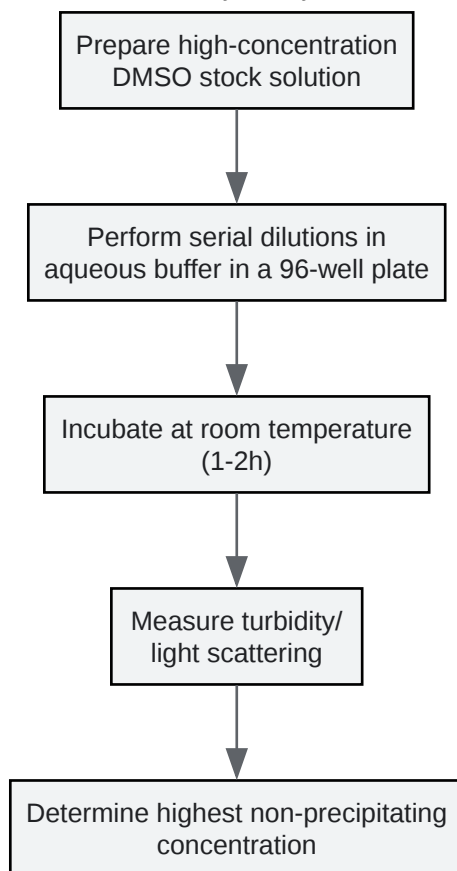 Prepare high-concentration
DMSO stock solution
Perform serial dilutions in
aqueous buffer in a 96-well plate
Incubate at room temperature
(1-2h)
Measure turbidity/
light scattering
Determine highest non-precipitating
concentration